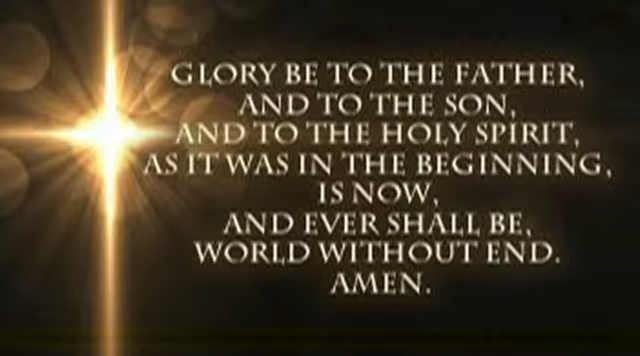 GLORY BE TO THE FATHER,
AND TO THE SON,
AND TO THE HOLY SPIRIT,
AS IT WAS IN THE BEGINNING,
IS NOW,
AND EVER SHALL BE,
WORLD WITHOUT END.
AMEN.